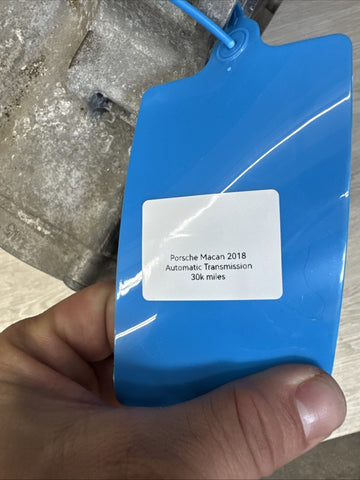 Porsche Macan 2018
Automatic Transmission
30k miles